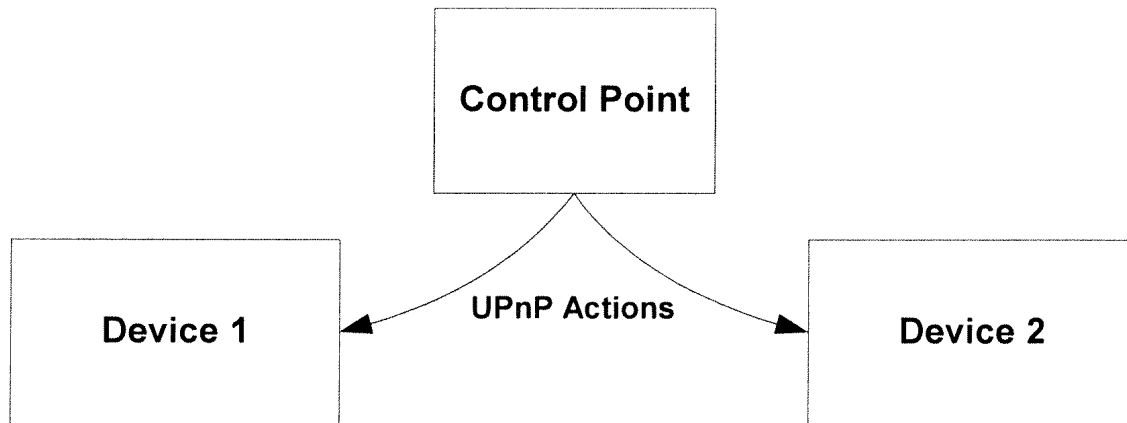 Control Point
UPnP Actions
Device 1
Device 2